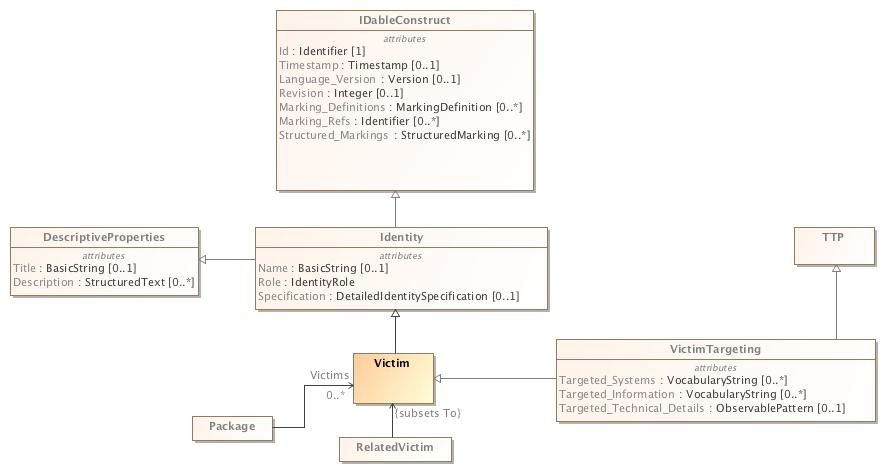 IDableConstruct
attributes
Id : Identifier [1]
Timestamp : Timestamp [0..1]
Language_Version : Version [0..1]
Revision : Integer [0..1]
Marking_Definitions : MarkingDefinition [0..*]
Marking_Refs : Identifier [0..*]
Structured_Markings : StructuredMarking [0..*]
DescriptiveProperties
attributes
Title : BasicString [0..1]
Description : StructuredText [0..*]
Identity
attributes
Name : BasicString [0..1]
Role : IdentityRole
Specification : DetailedIdentitySpecification [0..1]
TTP
Victim
VictimTargeting
attributes
Targeted_Systems : VocabularyString [0..*]
Targeted_Information : VocabularyString [0..*]
Targeted_Technical_Details : ObservablePattern [0..1]
Victims
0..*
{subsets To}
Package
RelatedVictim